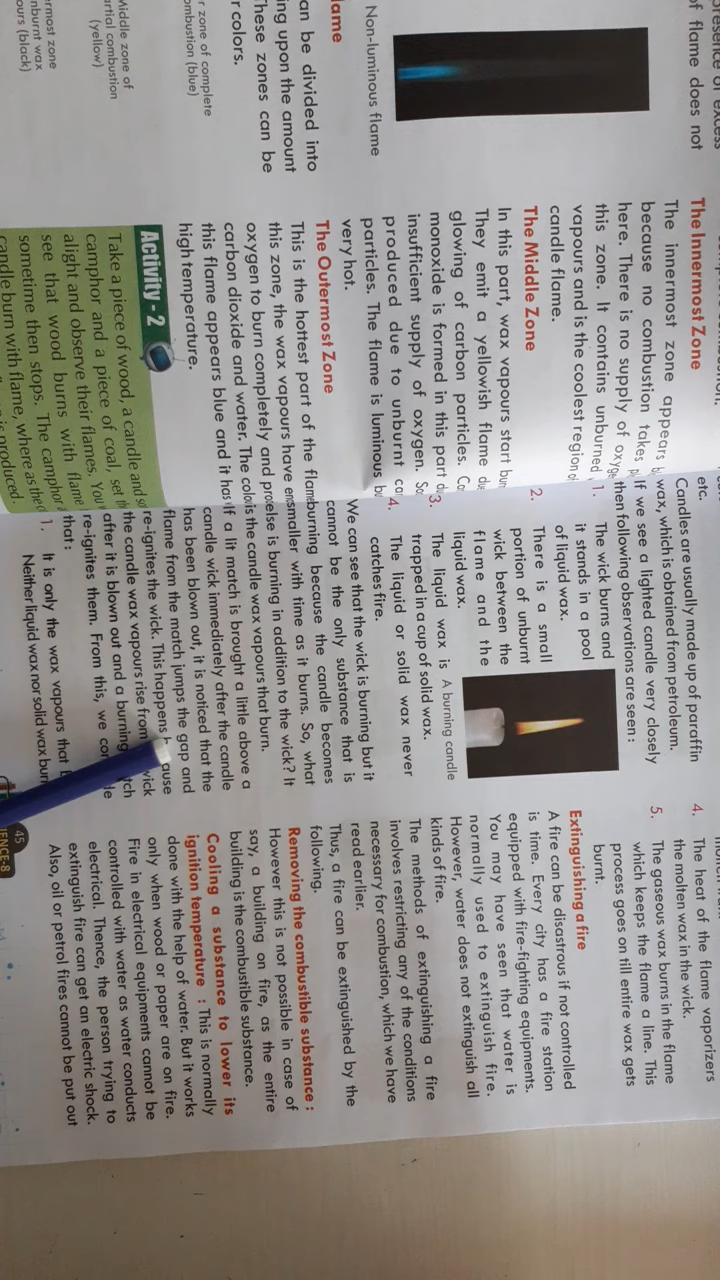 of flame does not
Non-luminous flame
lame
an be divided into
ing upon the amount
These zones can be
r colors.
r zone of complete
ombustion (blue)
Middle zone of
artial combustion
(yellow)
ermost zone
nburnt wax
ours (black)
The Innermost Zone
The innermost zone appears
because no combustion takes
here. There is no supply of
this zone. It contains unburned
vapours and is the coolest region
candle flame.
The Middle Zone
In this part, wax vapours start
They emit a yellowish flame
glowing of carbon particles.
monoxide is formed in this part
insufficient supply of oxygen.
produced due to unburnt
particles. The flame is luminous
very hot.
The Outermost Zone
This is the hottest part of the
this zone, the wax vapours have
oxygen to burn completely and
carbon dioxide and water. The
this flame appears blue and it has
high temperature.
Activity - 2
Take a piece of wood, a candle and
camphor and a piece of coal, set
alight and observe their flames. You
see that wood burns with flame
sometime then stops. The camphor
candle burn with flame, where as the
is produced.
etc.
Candles are usually made up of paraffin
wax, which is obtained from petroleum.
If we see a lighted candle very closely
then following observations are seen :
1. The wick burns and
it stands in a pool
of liquid wax.
2. There is a small
portion of unburnt
wick between the
flame and the
liquid wax.
A burning candle
3. The liquid wax is
trapped in a cup of solid wax.
4. The liquid or solid wax never
catches fire.
We can see that the wick is burning but it
cannot be the only substance that is
burning because the candle becomes
smaller with time as it burns. So, what
else is burning in addition to the wick? It
is the candle wax vapours that burn.
If a lit match is brought a little above a
candle wick immediately after the candle
has been blown out, it is noticed that the
flame from the match jumps the gap and
re-ignites the wick. This happens
the candle wax vapours rise from wick
after it is blown out and a burning
re-ignites them. From this, we
that :
1. It is only the wax vapours that
Neither liquid wax nor solid wax
4. The heat of the flame vaporizers
the molten wax in the wick.
5. The gaseous wax burns in the flame
which keeps the flame a line. This
process goes on till entire wax gets
burnt.
Extinguishing a fire
A fire can be disastrous if not controlled
is time. Every city has a fire station
equipped with fire-fighting equipments.
You may have seen that water is
normally used to extinguish fire.
However, water does not extinguish all
kinds of fire.
The methods of extinguishing a fire
involves restricting any of the conditions
necessary for combustion, which we have
read earlier.
Thus, a fire can be extinguished by the
following.
Removing the combustible substance :
However this is not possible in case of
say, a building on fire, as the entire
building is the combustible substance.
Cooling a substance to lower its
ignition temperature : This is normally
done with the help of water. But it works
only when wood or paper are on fire.
Fire in electrical equipments cannot be
controlled with water as water conducts
electrical. Thence, the person trying to
extinguish fire can get an electric shock.
Also, oil or petrol fires cannot be put out
45
IENCE-8